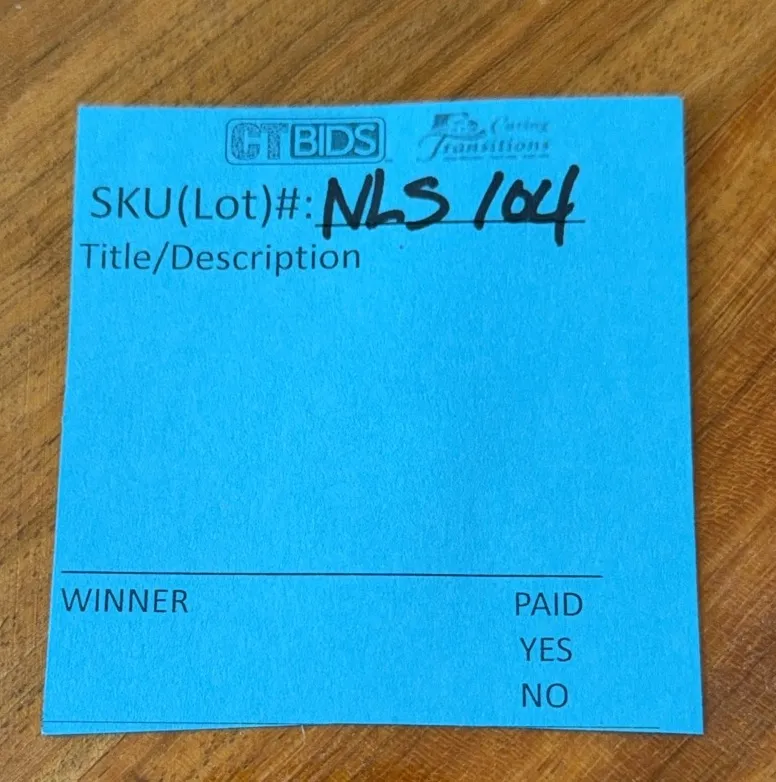 CTBIDS
Caring
Transitions
SKU(Lot)#: NLS 104
Title/Description
WINNER PAID
YES
NO